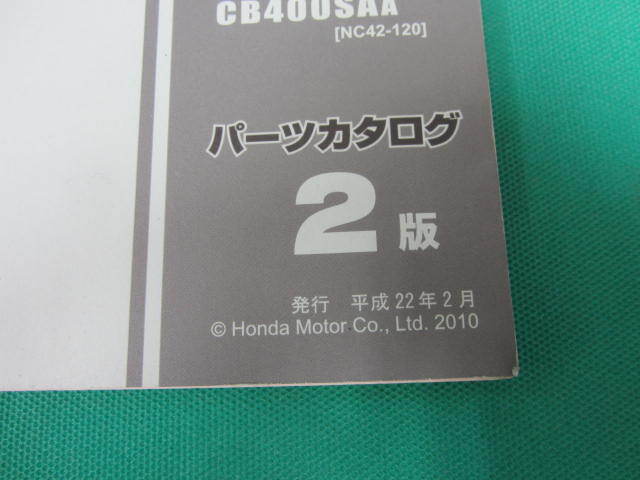 CB400SAA
[NC42-120]
パーツカタログ
2版
発行 平成22年2月
© Honda Motor Co., Ltd. 2010